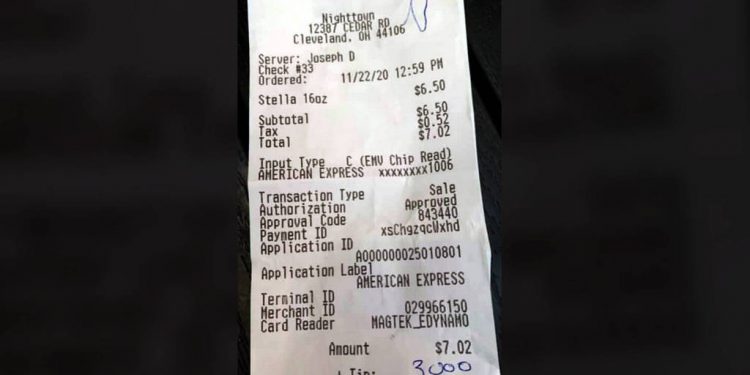 Nighttown
12387 CEDAR RD
Cleveland, OH 44106
Server: Joseph D
Check #33
Ordered: 11/22/20 12:59 PM
Stella 16oz $6.50
Subtotal $6.50
Tax $0.52
Total $7.02
Input Type C (EMV Chip Read)
AMERICAN EXPRESS xxxxxxxx1006
Transaction Type Sale
Authorization Approved
Approval Code 843440
Payment ID xsChgzqcWxhd
Application ID
A000000025010801
Application Label
AMERICAN EXPRESS
Terminal ID
Merchant ID 029966150
Card Reader MAGTEK_EDYNAMO
Amount $7.02
+ Tip: 3000